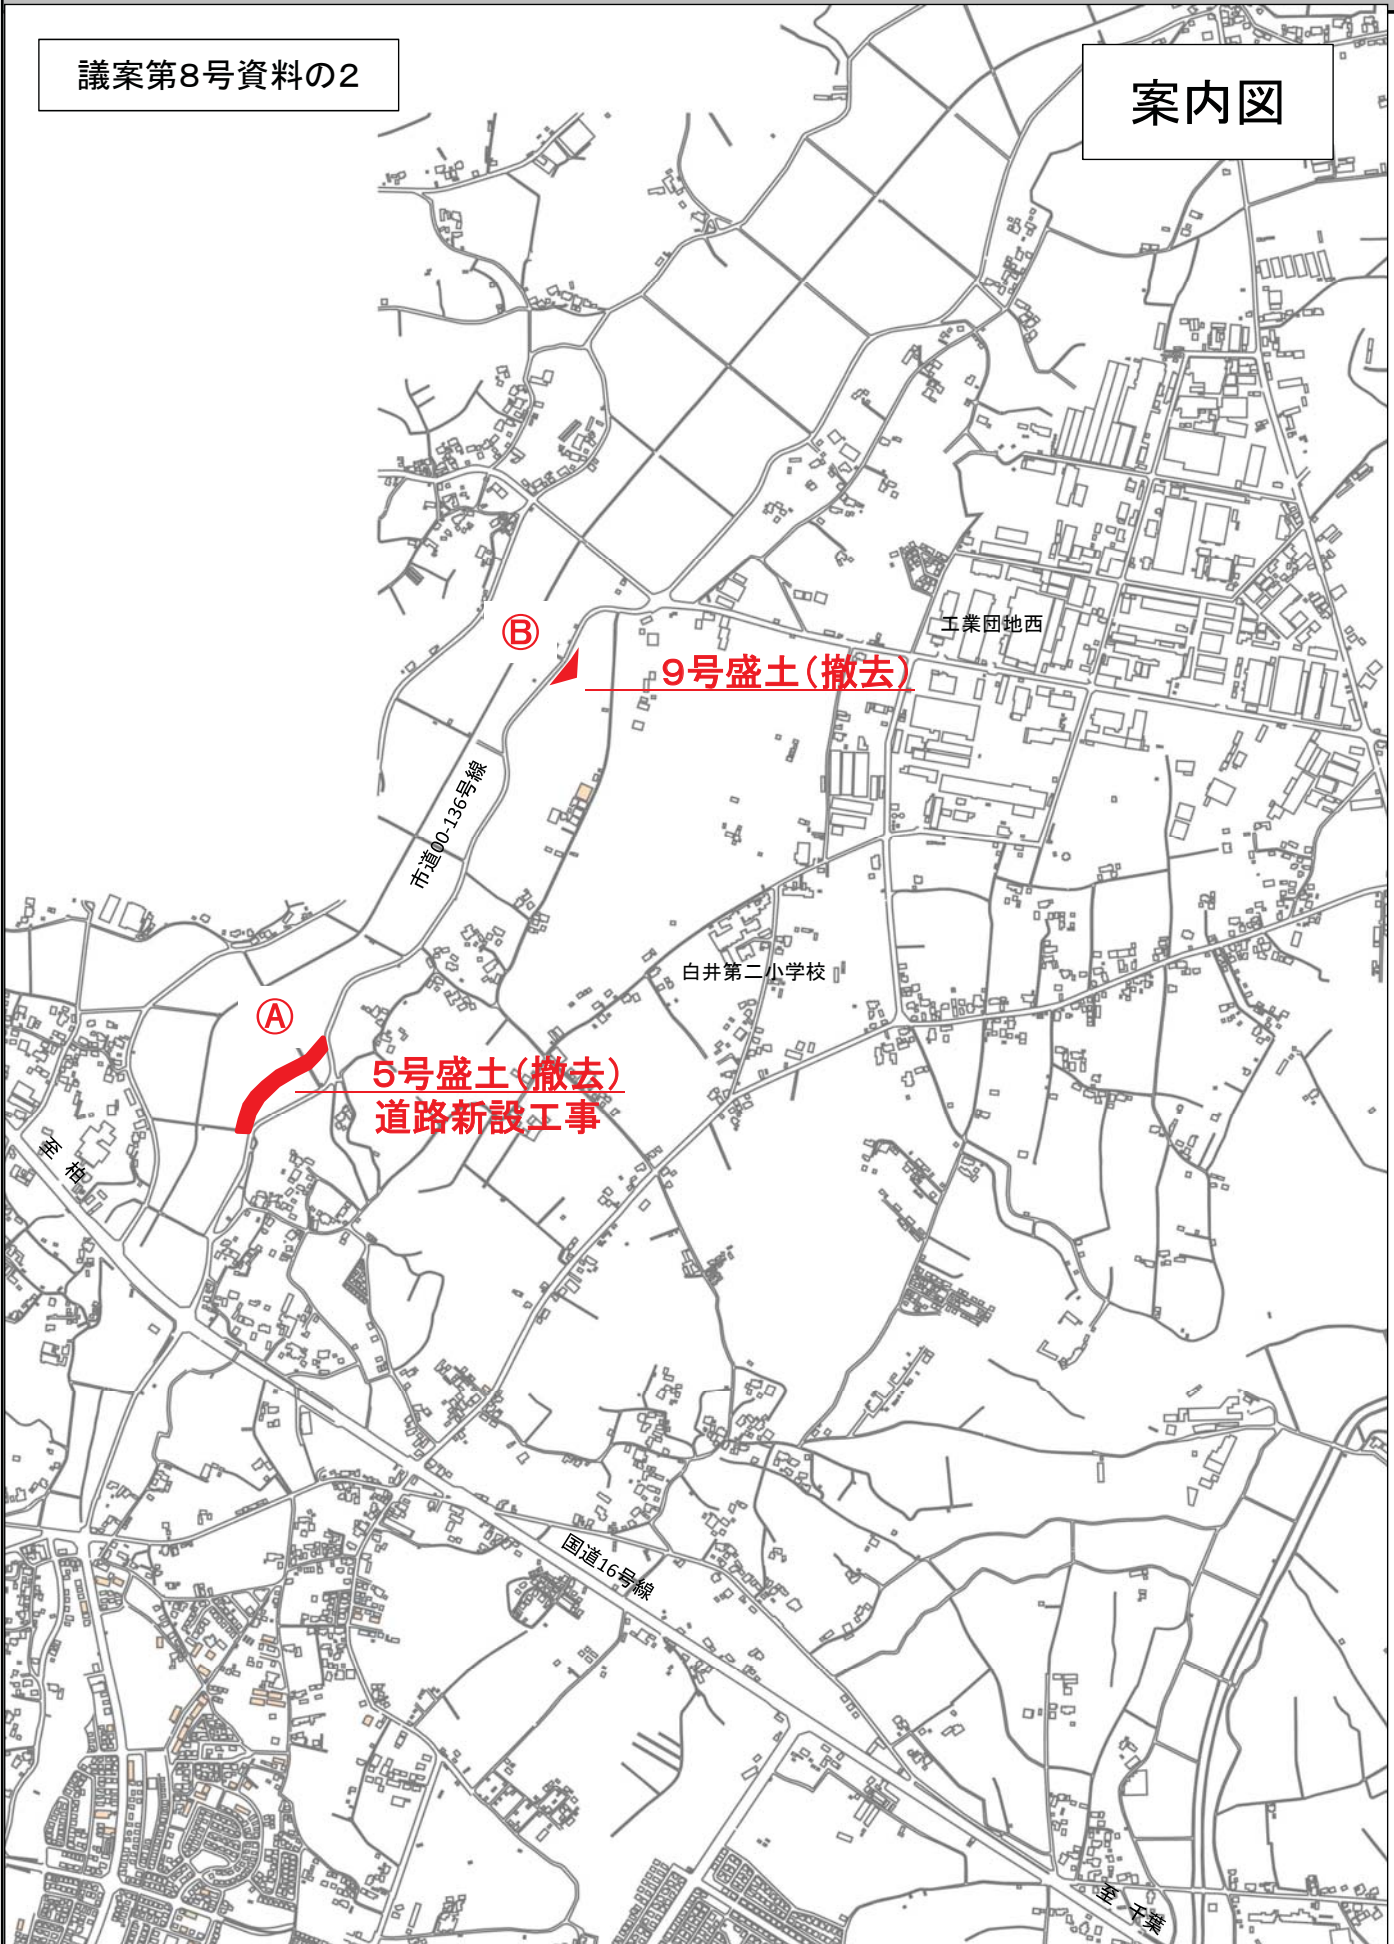 議案第8号資料の2
案内図
工業団地西
Ⓑ
9号盛土(撤去)
市道00-136号線
白井第二小学校
Ⓐ
5号盛土(撤去)
道路新設工事
至 柏
国道16号線
至 千葉